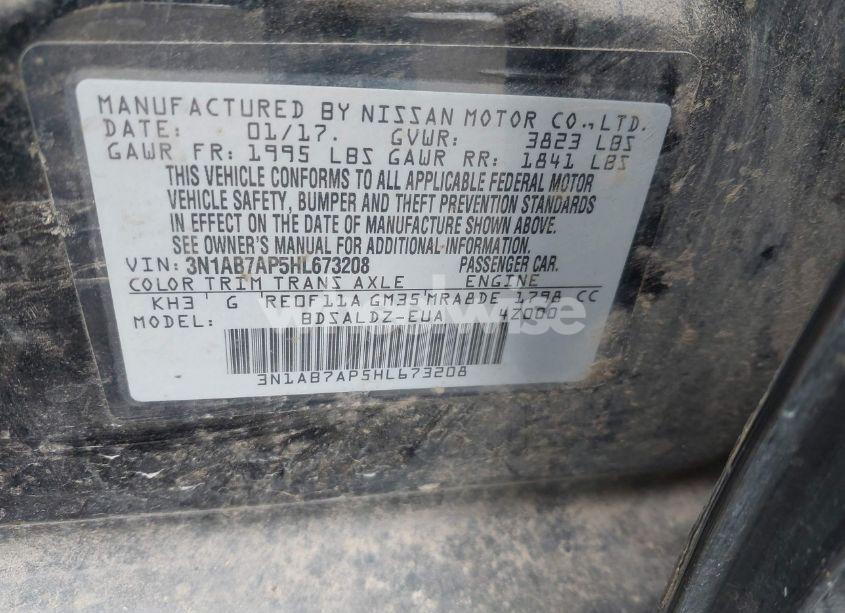 MANUFACTURED BY NISSAN MOTOR CO.,LTD.
DATE: 01/17. GVWR: 3823 LBS
GAWR FR: 1995 LBS GAWR RR: 1841 LBS
THIS VEHICLE CONFORMS TO ALL APPLICABLE FEDERAL MOTOR
VEHICLE SAFETY, BUMPER AND THEFT PREVENTION STANDARDS
IN EFFECT ON THE DATE OF MANUFACTURE SHOWN ABOVE.
SEE OWNER'S MANUAL FOR ADDITIONAL INFORMATION
VIN: 3N1AB7AP5HL673208 PASSENGER CAR.
COLOR TRIM TRANS AXLE ENGINE
KH3 G RE0F11A GM35 MRA8DE 1798 CC
MODEL: BDSALDZ-EUA 4Z000
3N1AB7AP5HL673208